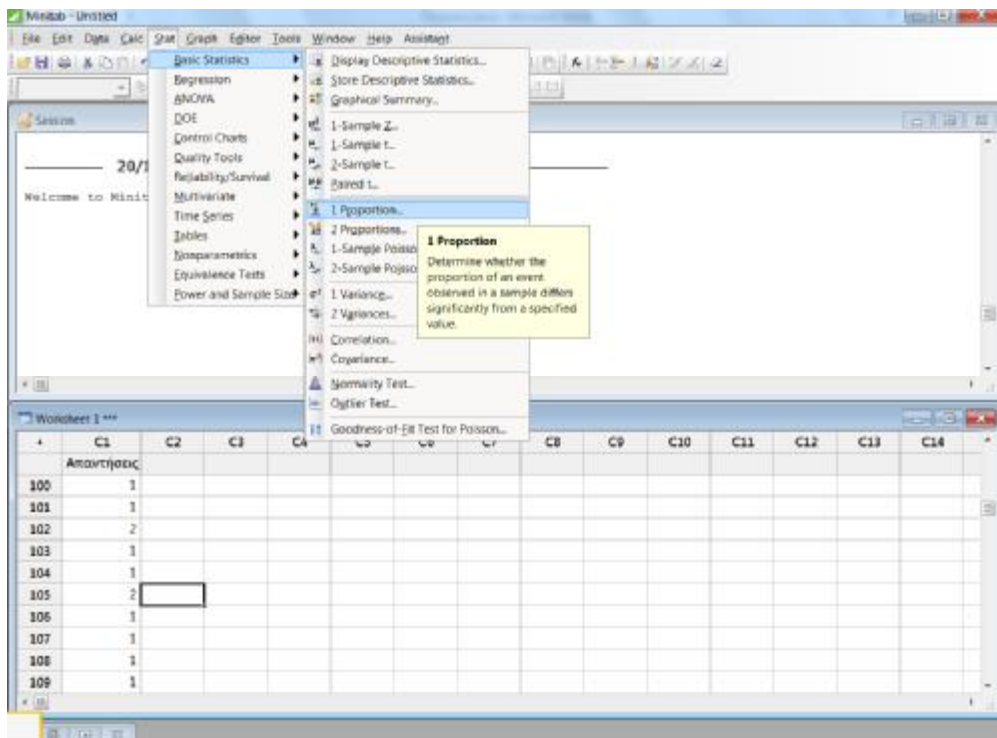 Minitab - Untitled
File Edit Data Calc Stat Graph Editor Tools Window Help Assistant
Basic Statistics
Regression
ANOVA
DOE
Control Charts
Quality Tools
Reliability/Survival
Multivariate
Time Series
Tables
Nonparametrics
Equivalence Tests
Power and Sample Size
Display Descriptive Statistics...
Store Descriptive Statistics...
Graphical Summary...
1-Sample Z...
1-Sample t...
2-Sample t...
Paired t...
1 Proportion...
2 Proportions...
1-Sample Poisso
2-Sample Poisso
1 Variance...
2 Variances...
Correlation...
Covariance...
Normality Test...
Outlier Test...
Goodness-of-Fit Test for Poisson...
1 Proportion
Determine whether the
proportion of an event
observed in a sample differs
significantly from a specified
value.
Session
20/1
Welcome to Minit
Worksheet 1 ***
C1 C2 C3 C4 C5 C6 C7 C8 C9 C10 C11 C12 C13 C14
Απαντήσεις
100 1
101 1
102 2
103 1
104 1
105 2
106 1
107 1
108 1
109 1